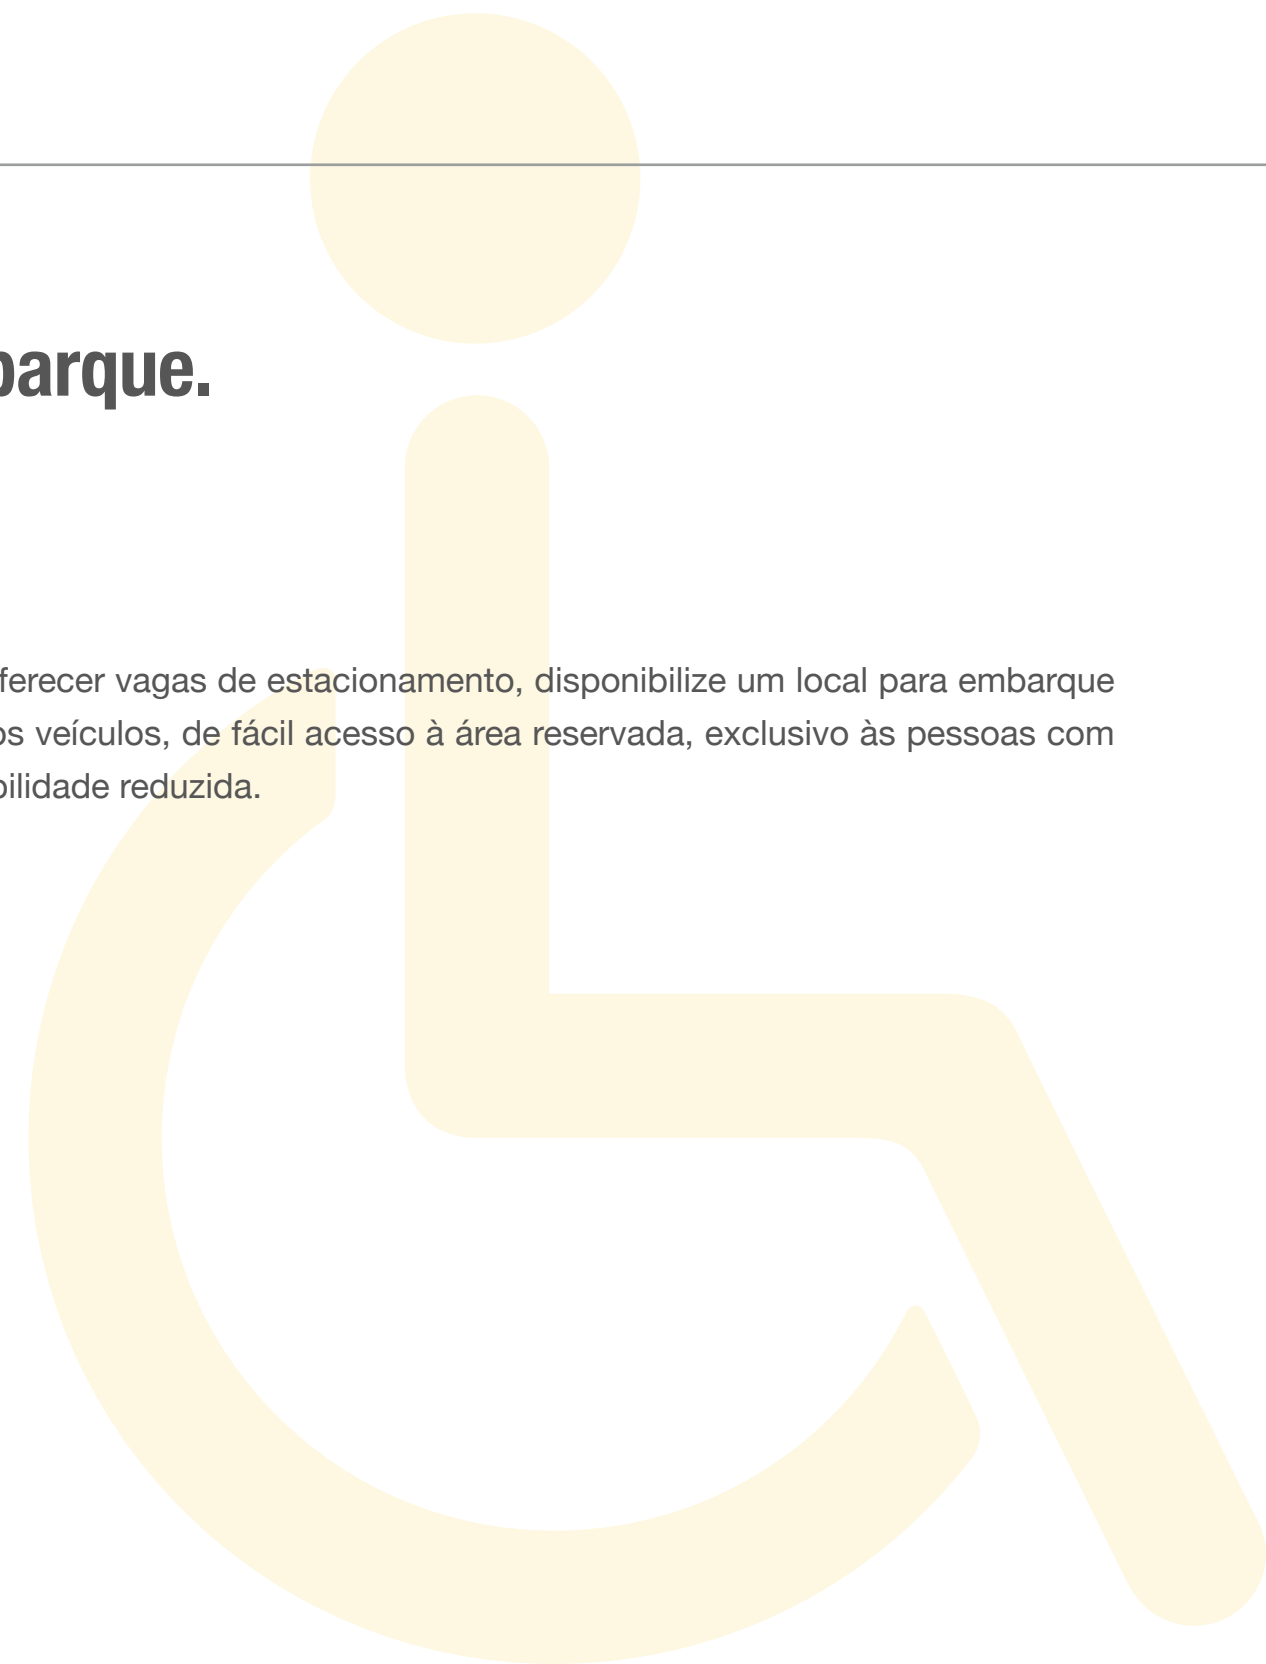 barque.
ferecer vagas de estacionamento, disponibilize um local para embarque
os veículos, de fácil acesso à área reservada, exclusivo às pessoas com
bilidade reduzida.